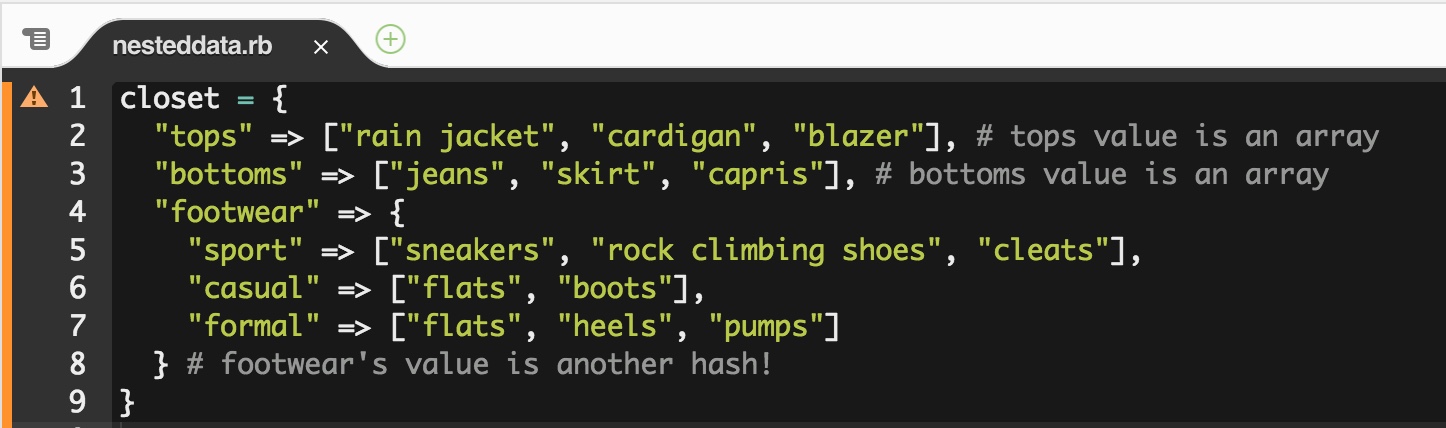 nesteddata.rb
1 closet = {
2   "tops" => ["rain jacket", "cardigan", "blazer"], # tops value is an array
3   "bottoms" => ["jeans", "skirt", "capris"], # bottoms value is an array
4   "footwear" => {
5     "sport" => ["sneakers", "rock climbing shoes", "cleats"],
6     "casual" => ["flats", "boots"],
7     "formal" => ["flats", "heels", "pumps"]
8   } # footwear's value is another hash!
9 }